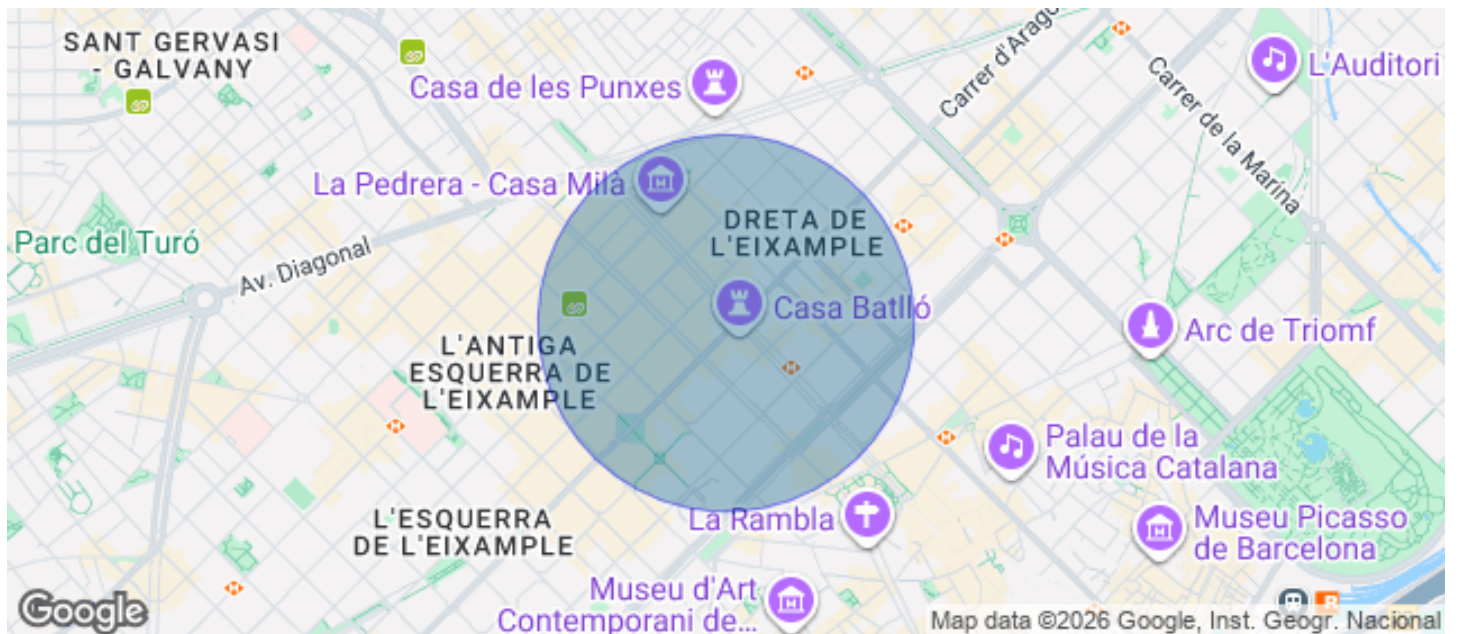 SANT GERVASI
- GALVANY
Casa de les Punxes
Carrer d'Arago
L'Auditori
Carrer de la Marina
La Pedrera - Casa Milà
DRETA DE
L'EIXAMPLE
Parc del Turó
Av. Diagonal
Casa Batlló
Arc de Triomf
L'ANTIGA
ESQUERRA DE
L'EIXAMPLE
Palau de la
Música Catalana
L'ESQUERRA
DE L'EIXAMPLE
La Rambla
Museu Picasso
de Barcelona
Museu d'Art
Contemporani de...
Google
Map data ©2026 Google, Inst. Geogr. Nacional